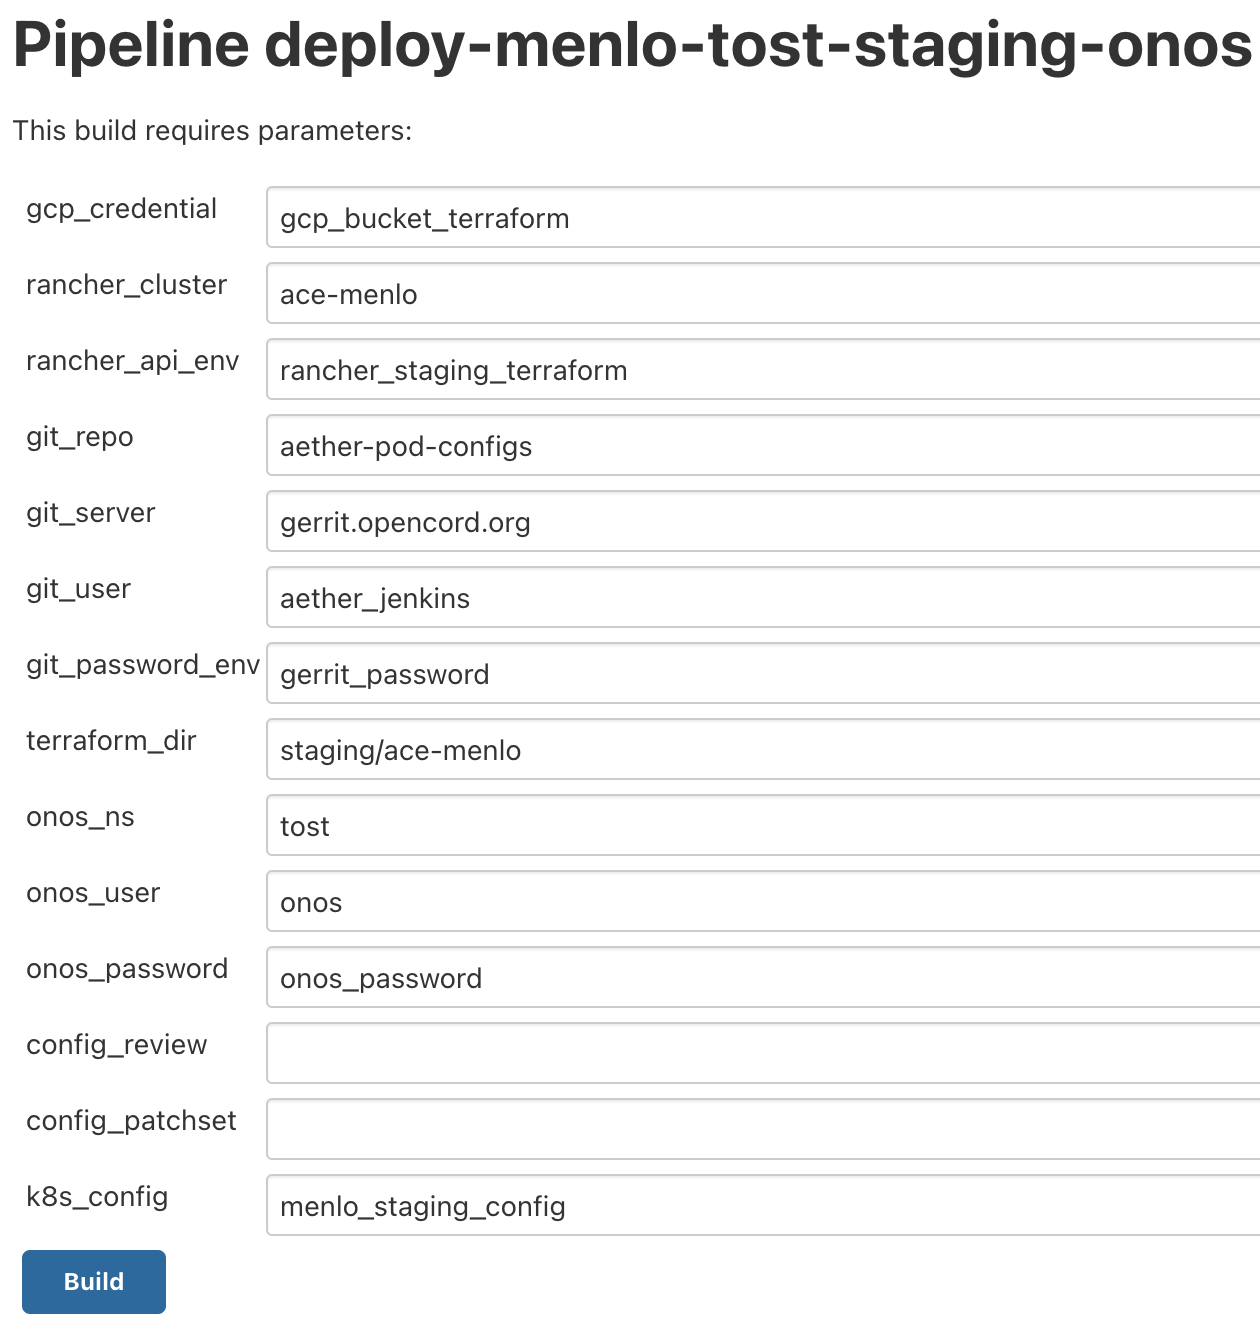 Pipeline deploy-menlo-tost-staging-onos
This build requires parameters:
gcp_credential gcp_bucket_terraform
rancher_cluster ace-menlo
rancher_api_env rancher_staging_terraform
git_repo aether-pod-configs
git_server gerrit.opencord.org
git_user aether_jenkins
git_password_env gerrit_password
terraform_dir staging/ace-menlo
onos_ns tost
onos_user onos
onos_password onos_password
config_review
config_patchset
k8s_config menlo_staging_config
Build